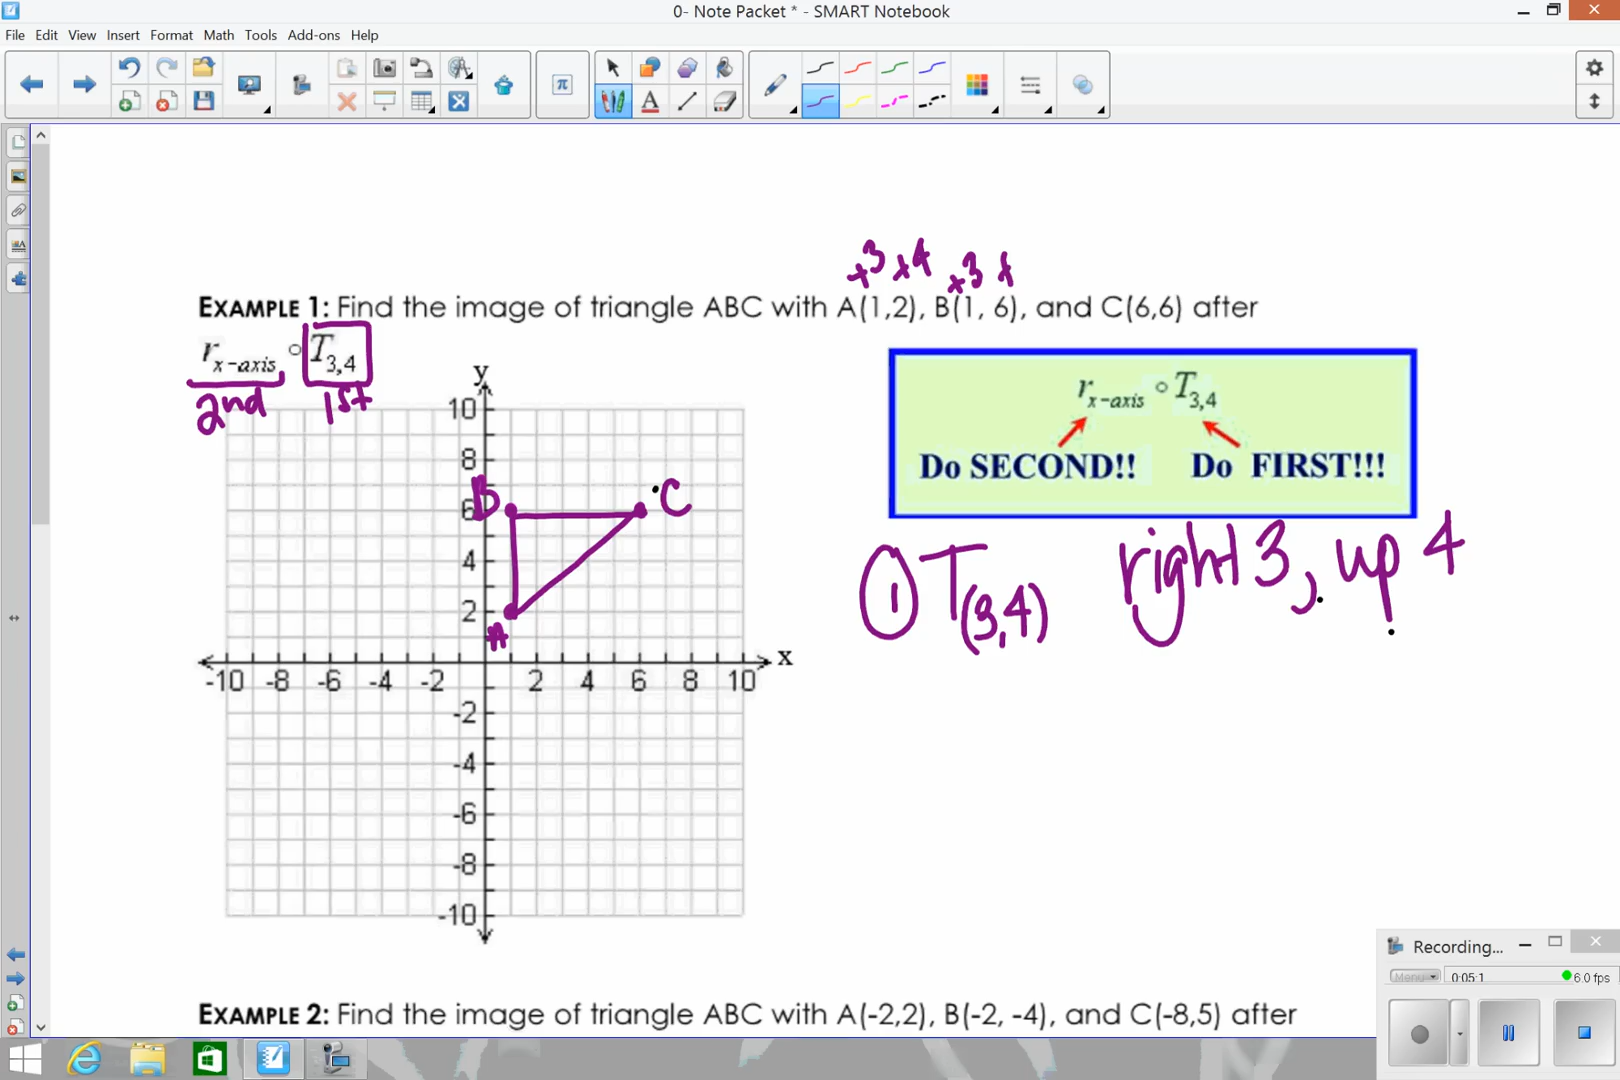 0- Note Packet * - SMART Notebook
File Edit View Insert Format Math Tools Add-ons Help
π A
+3 +4 +3 +
EXAMPLE 1: Find the image of triangle ABC with A(1,2), B(1, 6), and C(6,6) after
r x-axis ∘ T 3,4
2nd 1st
y
10
8
6
4
2
-10 -8 -6 -4 -2 2 4 6 8 10 x
-2
-4
-6
-8
-10
B C
A
r x-axis ∘ T 3,4
Do SECOND!! Do FIRST!!!
① T(3,4) right 3, up 4
EXAMPLE 2: Find the image of triangle ABC with A(-2,2), B(-2, -4), and C(-8,5) after
Recording...
Menu 0:05:1 6.0 fps